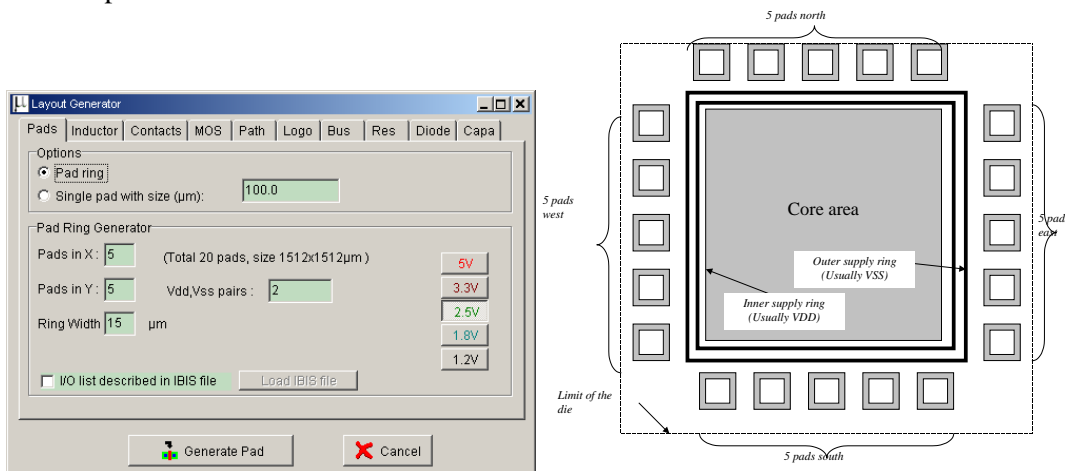 Layout Generator
Pads Inductor Contacts MOS Path Logo Bus Res Diode Capa
Options
Pad ring
Single pad with size (µm): 100.0
Pad Ring Generator
Pads in X : 5 (Total 20 pads, size 1512x1512µm )
5V
Pads in Y : 5 Vdd,Vss pairs : 2
3.3V
2.5V
Ring Width 15 µm
1.8V
1.2V
I/O list described in IBIS file Load IBIS file
Generate Pad Cancel
5 pads north
5 pads
west
Core area
5 pad
east
Outer supply ring
(Usually VSS)
Inner supply ring
(Usually VDD)
Limit of the
die
5 pads south